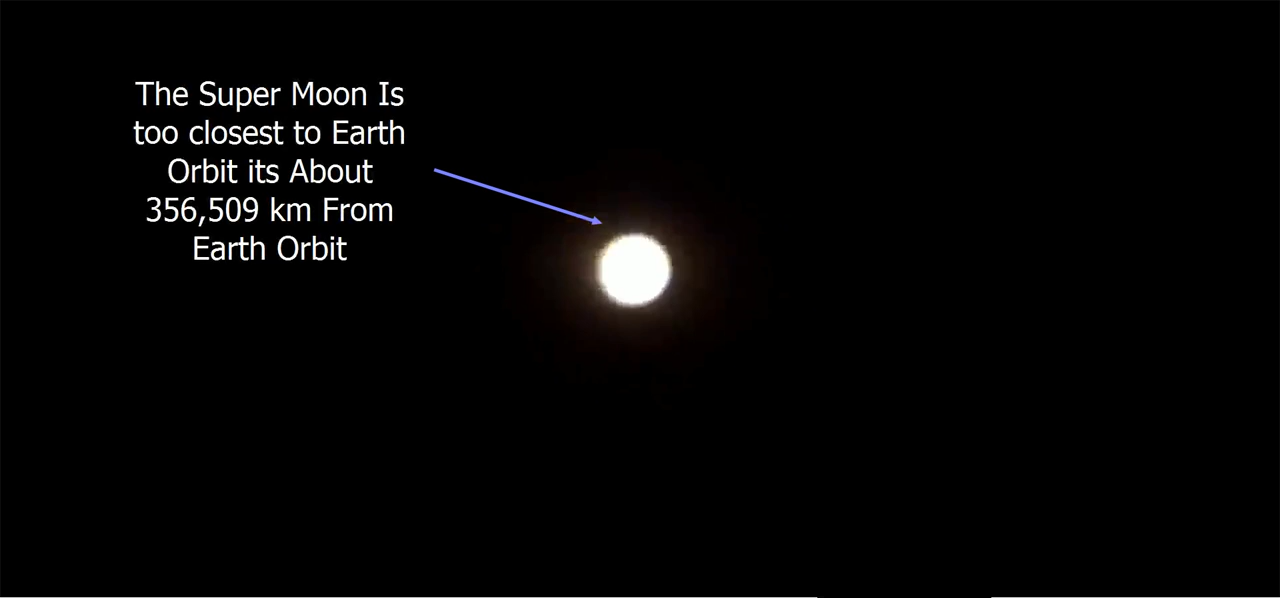 The Super Moon Is
too closest to Earth
Orbit its About
356,509 km From
Earth Orbit